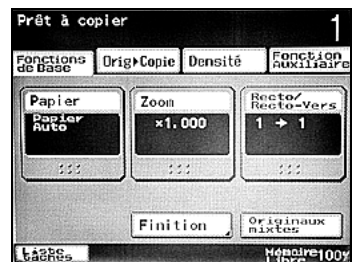 Prêt à copier 1
Fonctions de Base
Orig▸Copie
Densité
Fonction Auxiliaire
Papier
Papier Auto
Zoom
×1.000
Recto/
Recto-Vers
1 → 1
Finition
Originaux mixtes
Liste tâches
Mémoire Libre 100%